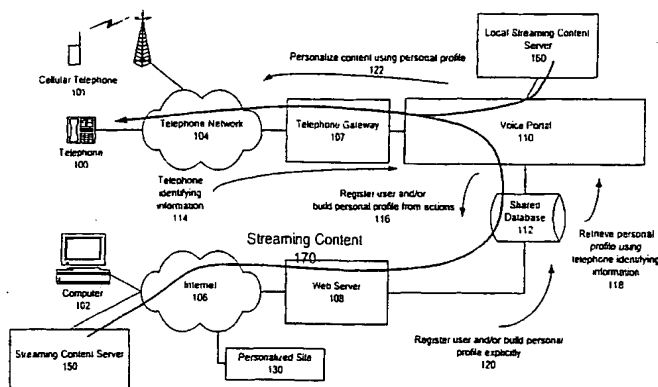 Local Streaming Content
Server
150
Personalize content using personal profile
122
Cellular Telephone
101
Telephone Network
104
Telephone Gateway
107
Voice Portal
110
Telephone
100
Telephone
identifying
information
114
Register user and/or
build personal profile from actions
116
Shared
Database
112
Retrieve personal
profile using
telephone identifying
information
118
Streaming Content
170
Computer
102
Internet
106
Web Server
108
Register user and/or build personal
profile explicitly
120
Streaming Content Server
150
Personalized Site
130